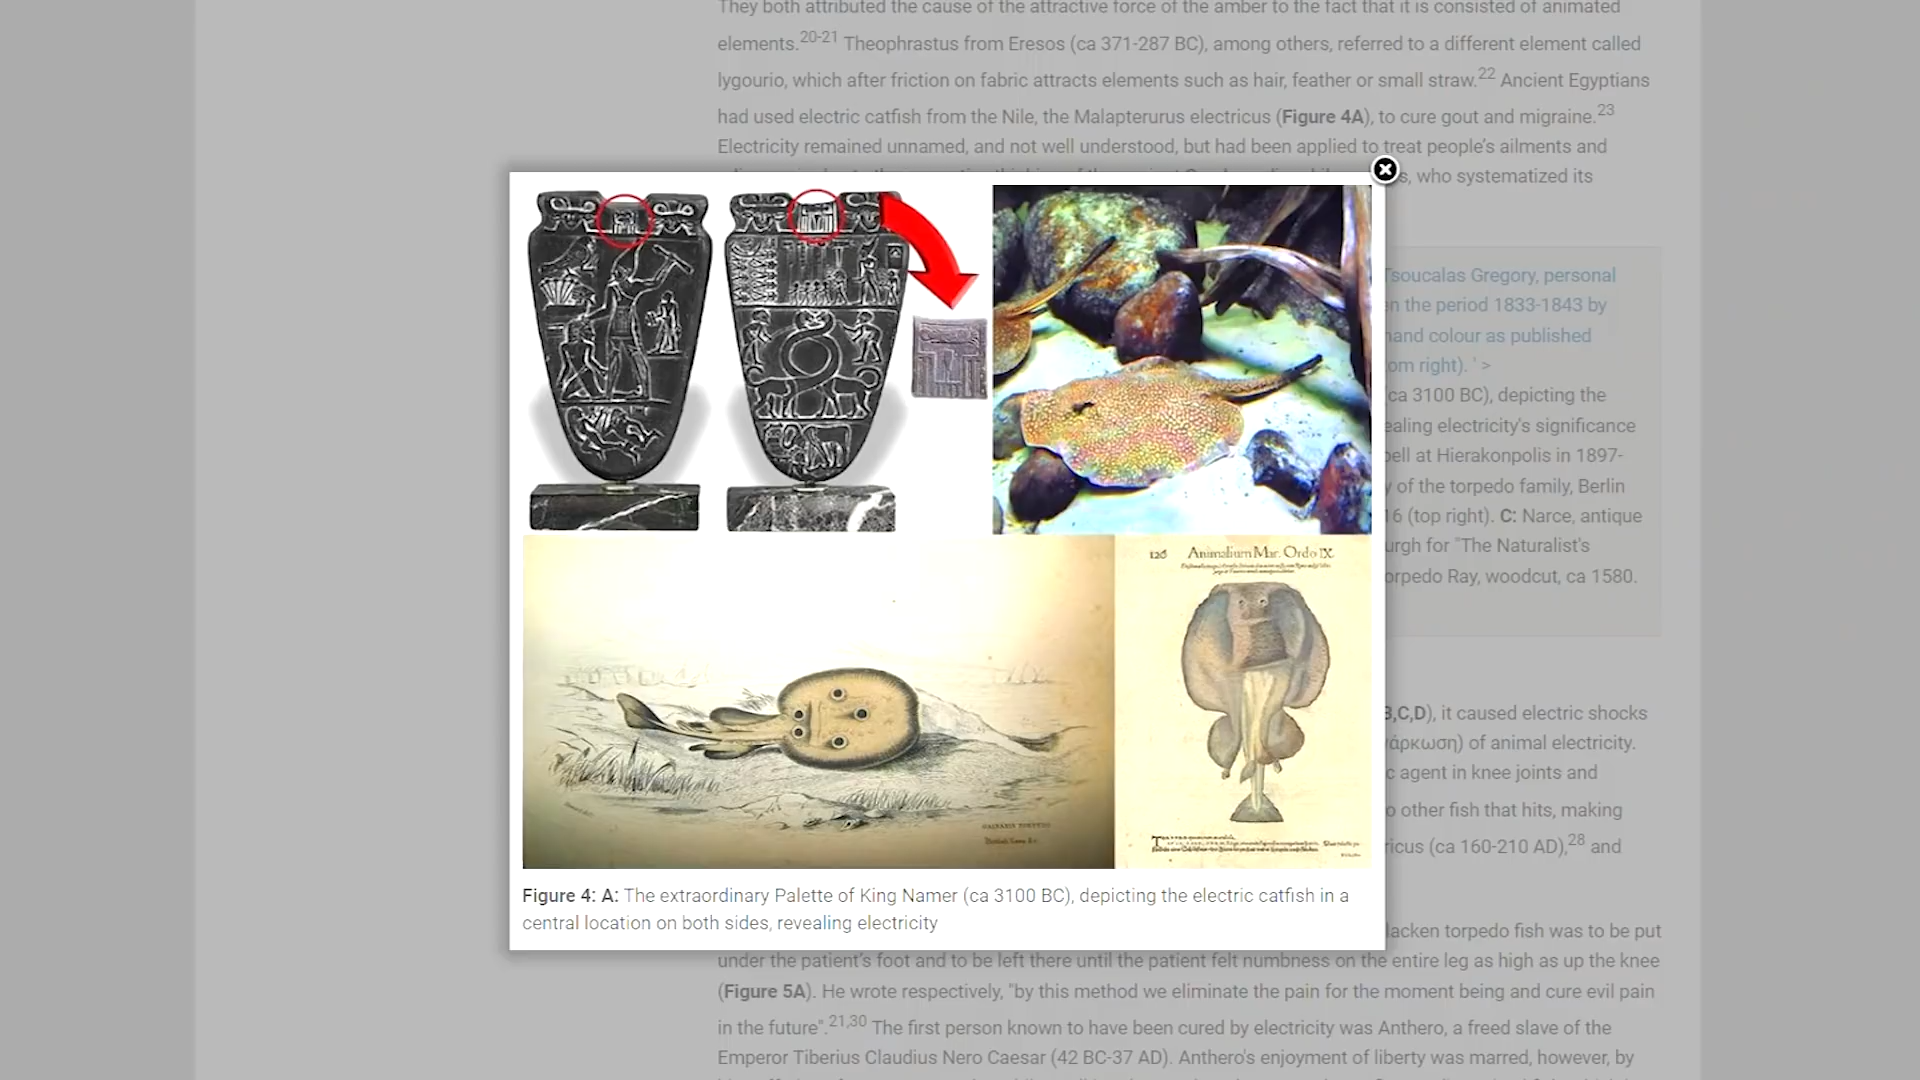 They both attributed the cause of the attractive force of the amber to the fact that it is consisted of animated
elements.20-21 Theophrastus from Eresos (ca 371-287 BC), among others, referred to a different element called
lygourio, which after friction on fabric attracts elements such as hair, feather or small straw.22 Ancient Egyptians
had used electric catfish from the Nile, the Malapterurus electricus (Figure 4A), to cure gout and migraine.23
Electricity remained unnamed, and not well understood, but had been applied to treat people's ailments and
s, who systematized its
Tsoucalas Gregory, personal
en the period 1833-1843 by
hand colour as published
om right). ' >
ca 3100 BC), depicting the
ealing electricity's significance
bell at Hierakonpolis in 1897-
y of the torpedo family, Berlin
16 (top right). C: Narce, antique
urgh for "The Naturalist's
orpedo Ray, woodcut, ca 1580.
126 Animalium Mar. Ordo IX.
B,C,D), it caused electric shocks
νάρκωση) of animal electricity.
c agent in knee joints and
o other fish that hits, making
ricus (ca 160-210 AD),28 and
Figure 4: A: The extraordinary Palette of King Namer (ca 3100 BC), depicting the electric catfish in a
central location on both sides, revealing electricity
lacken torpedo fish was to be put
under the patient's foot and to be left there until the patient felt numbness on the entire leg as high as up the knee
(Figure 5A). He wrote respectively, "by this method we eliminate the pain for the moment being and cure evil pain
in the future".21,30 The first person known to have been cured by electricity was Anthero, a freed slave of the
Emperor Tiberius Claudius Nero Caesar (42 BC-37 AD). Anthero's enjoyment of liberty was marred, however, by